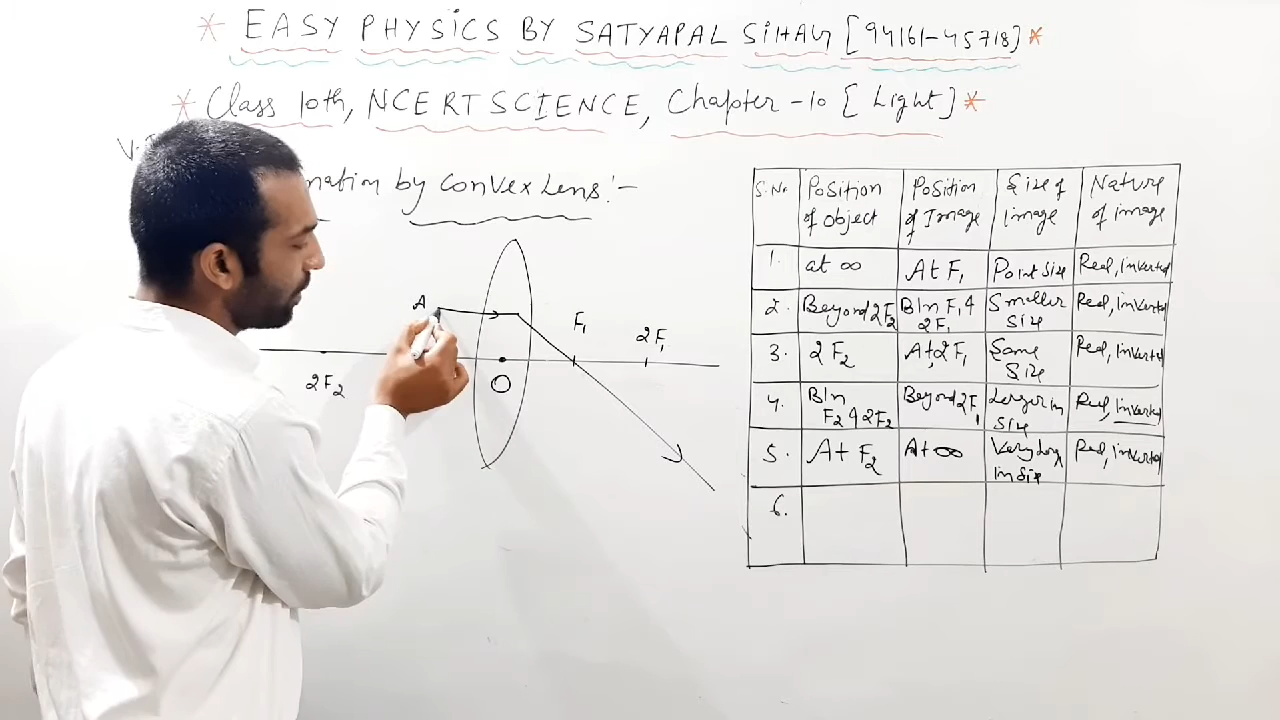 * EASY PHYSICS BY SATYAPAL SIHAG [94161-45718] *
* Class 10th, NCERT SCIENCE, Chapter-10 [Light] *
by Convex Lens:-
A
F1
2F1
2F2
O
S.Nr Position of Object Position of Image Size of image Nature of image
1. at ∞ At F1 Point size Real, inverted
2. Beyond 2F2 B/n F1 & 2F1 Smaller size Real, inverted
3. 2F2 At 2F1 Same Size Real, inverted
4. B/n F2 & 2F2 Beyond 2F1 Larger in size Real, inverted
5. At F2 At ∞ in Size Real, inverted
6.